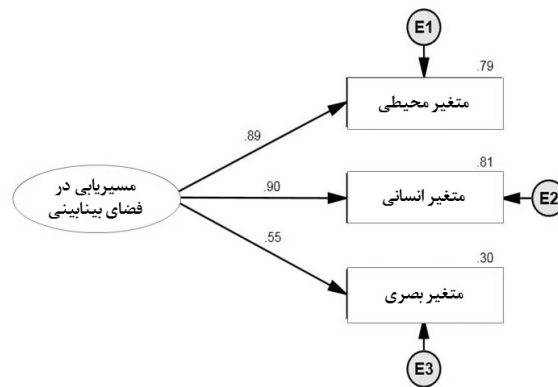 E1
.79
متغیر محیطی
.89
.81
متغیر انسانی
E2
.90
مسیریابی در
فضای بینابینی
.55
.30
متغیر بصری
E3